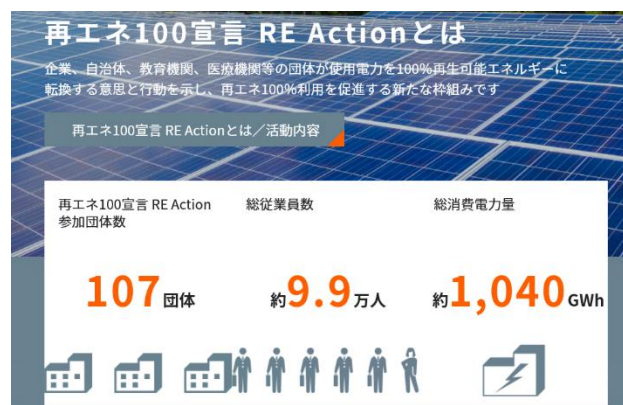 再エネ100宣言 RE Actionとは
企業、自治体、教育機関、医療機関等の団体が使用電力を100%再生可能エネルギーに
転換する意思と行動を示し、再エネ100%利用を促進する新たな枠組みです
再エネ100宣言 RE Actionとは／活動内容
再エネ100宣言 RE Action
参加団体数
総従業員数
総消費電力量
107団体
約9.9万人
約1,040GWh